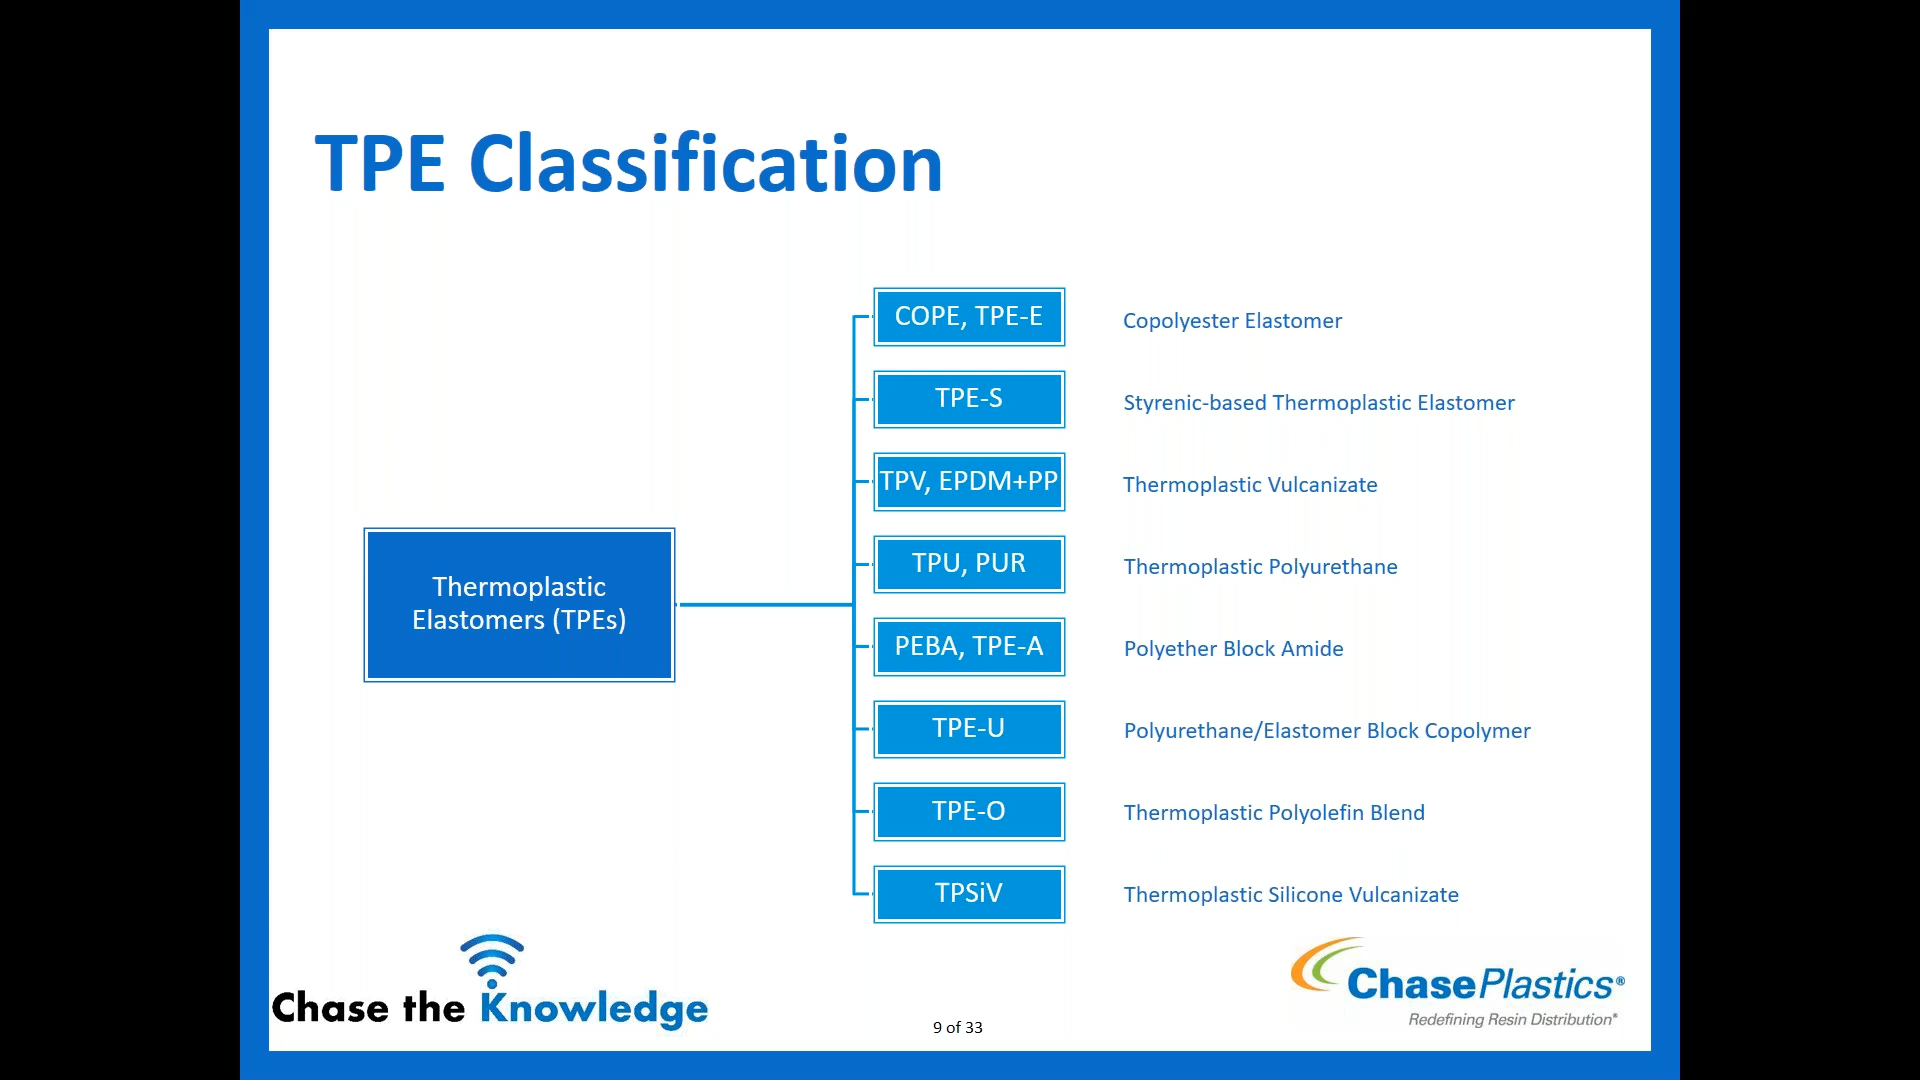 TPE Classification
COPE, TPE-E
Copolyester Elastomer
TPE-S
Styrenic-based Thermoplastic Elastomer
TPV, EPDM+PP
Thermoplastic Vulcanizate
TPU, PUR
Thermoplastic Polyurethane
Thermoplastic
Elastomers (TPEs)
PEBA, TPE-A
Polyether Block Amide
TPE-U
Polyurethane/Elastomer Block Copolymer
TPE-O
Thermoplastic Polyolefin Blend
TPSiV
Thermoplastic Silicone Vulcanizate
Chase the Knowledge
9 of 33
ChasePlastics®
Redefining Resin Distribution®